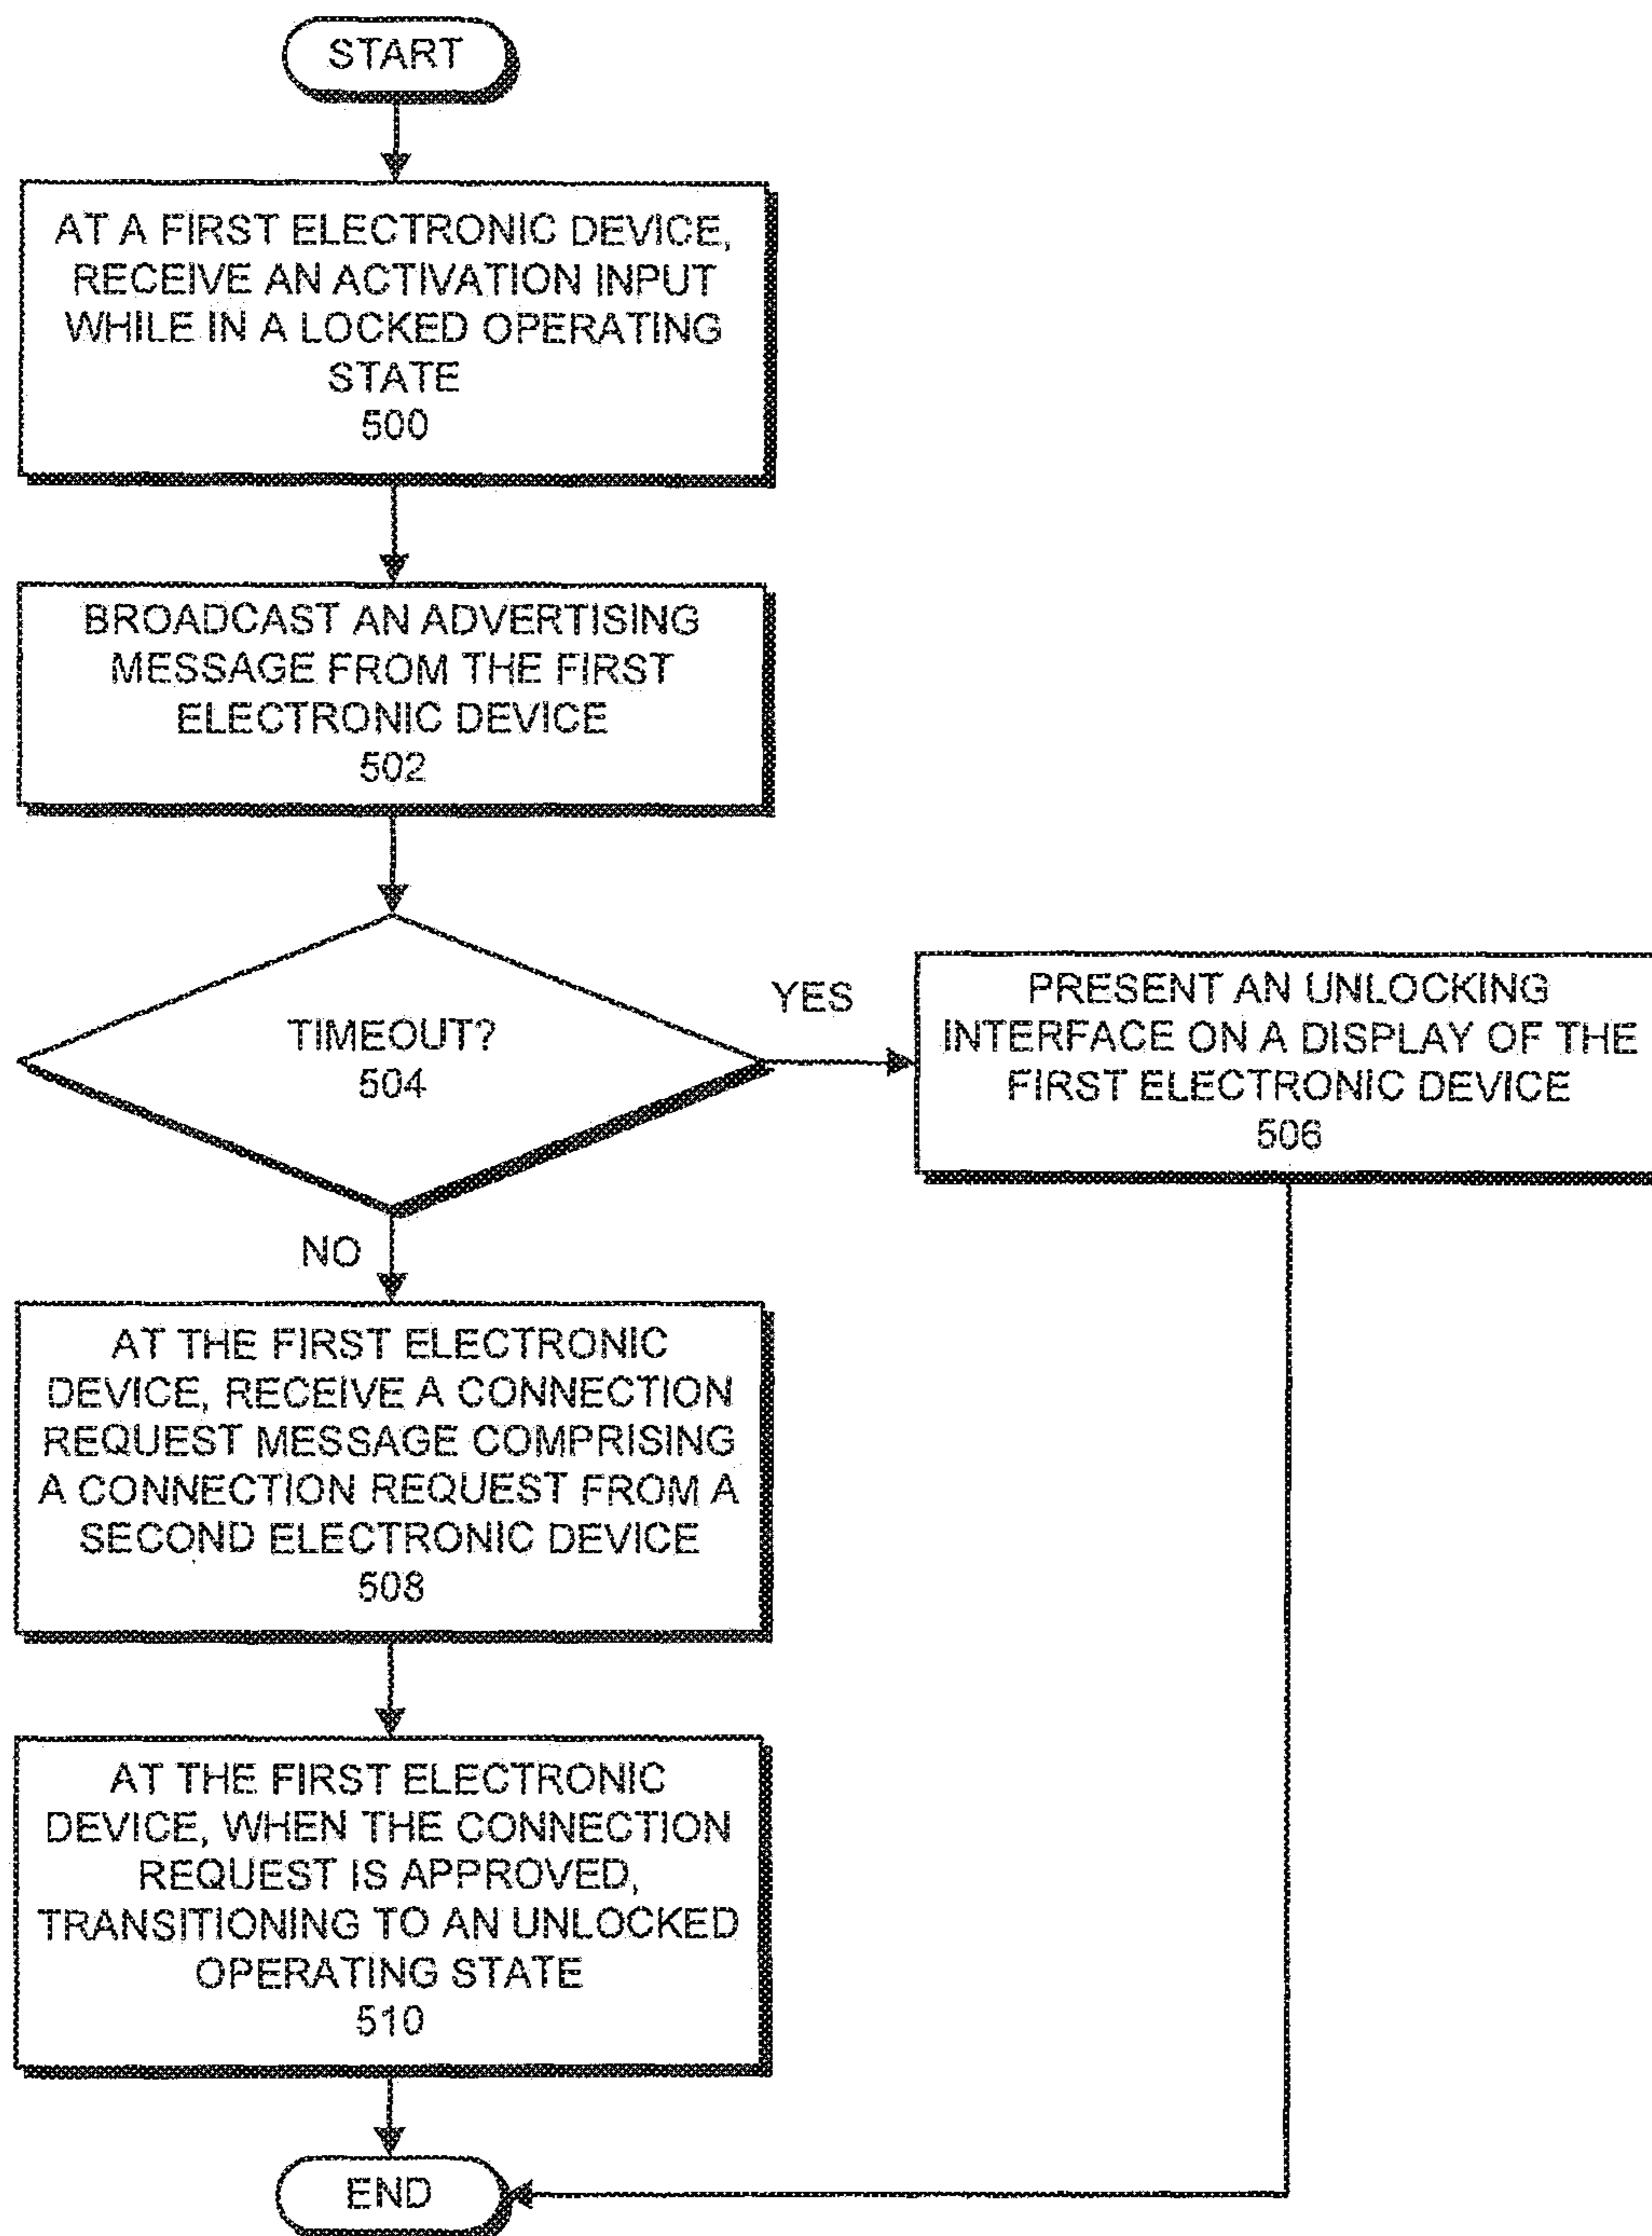 START
AT A FIRST ELECTRONIC DEVICE,
RECEIVE AN ACTIVATION INPUT
WHILE IN A LOCKED OPERATING
STATE
500
BROADCAST AN ADVERTISING
MESSAGE FROM THE FIRST
ELECTRONIC DEVICE
502
TIMEOUT?
504
YES
PRESENT AN UNLOCKING
INTERFACE ON A DISPLAY OF THE
FIRST ELECTRONIC DEVICE
506
NO
AT THE FIRST ELECTRONIC
DEVICE, RECEIVE A CONNECTION
REQUEST MESSAGE COMPRISING
A CONNECTION REQUEST FROM A
SECOND ELECTRONIC DEVICE
508
AT THE FIRST ELECTRONIC
DEVICE, WHEN THE CONNECTION
REQUEST IS APPROVED,
TRANSITIONING TO AN UNLOCKED
OPERATING STATE
510
END